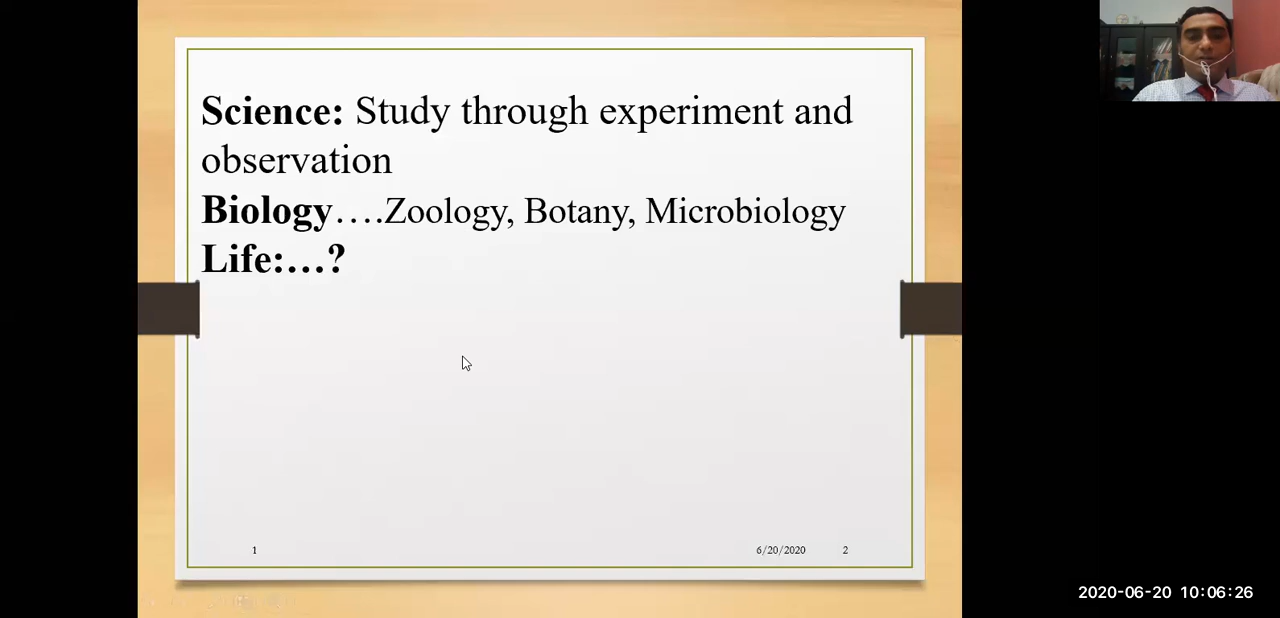 Science: Study through experiment and
observation
Biology….Zoology, Botany, Microbiology
Life:…?
1
6/20/2020
2
2020-06-20 10:06:26